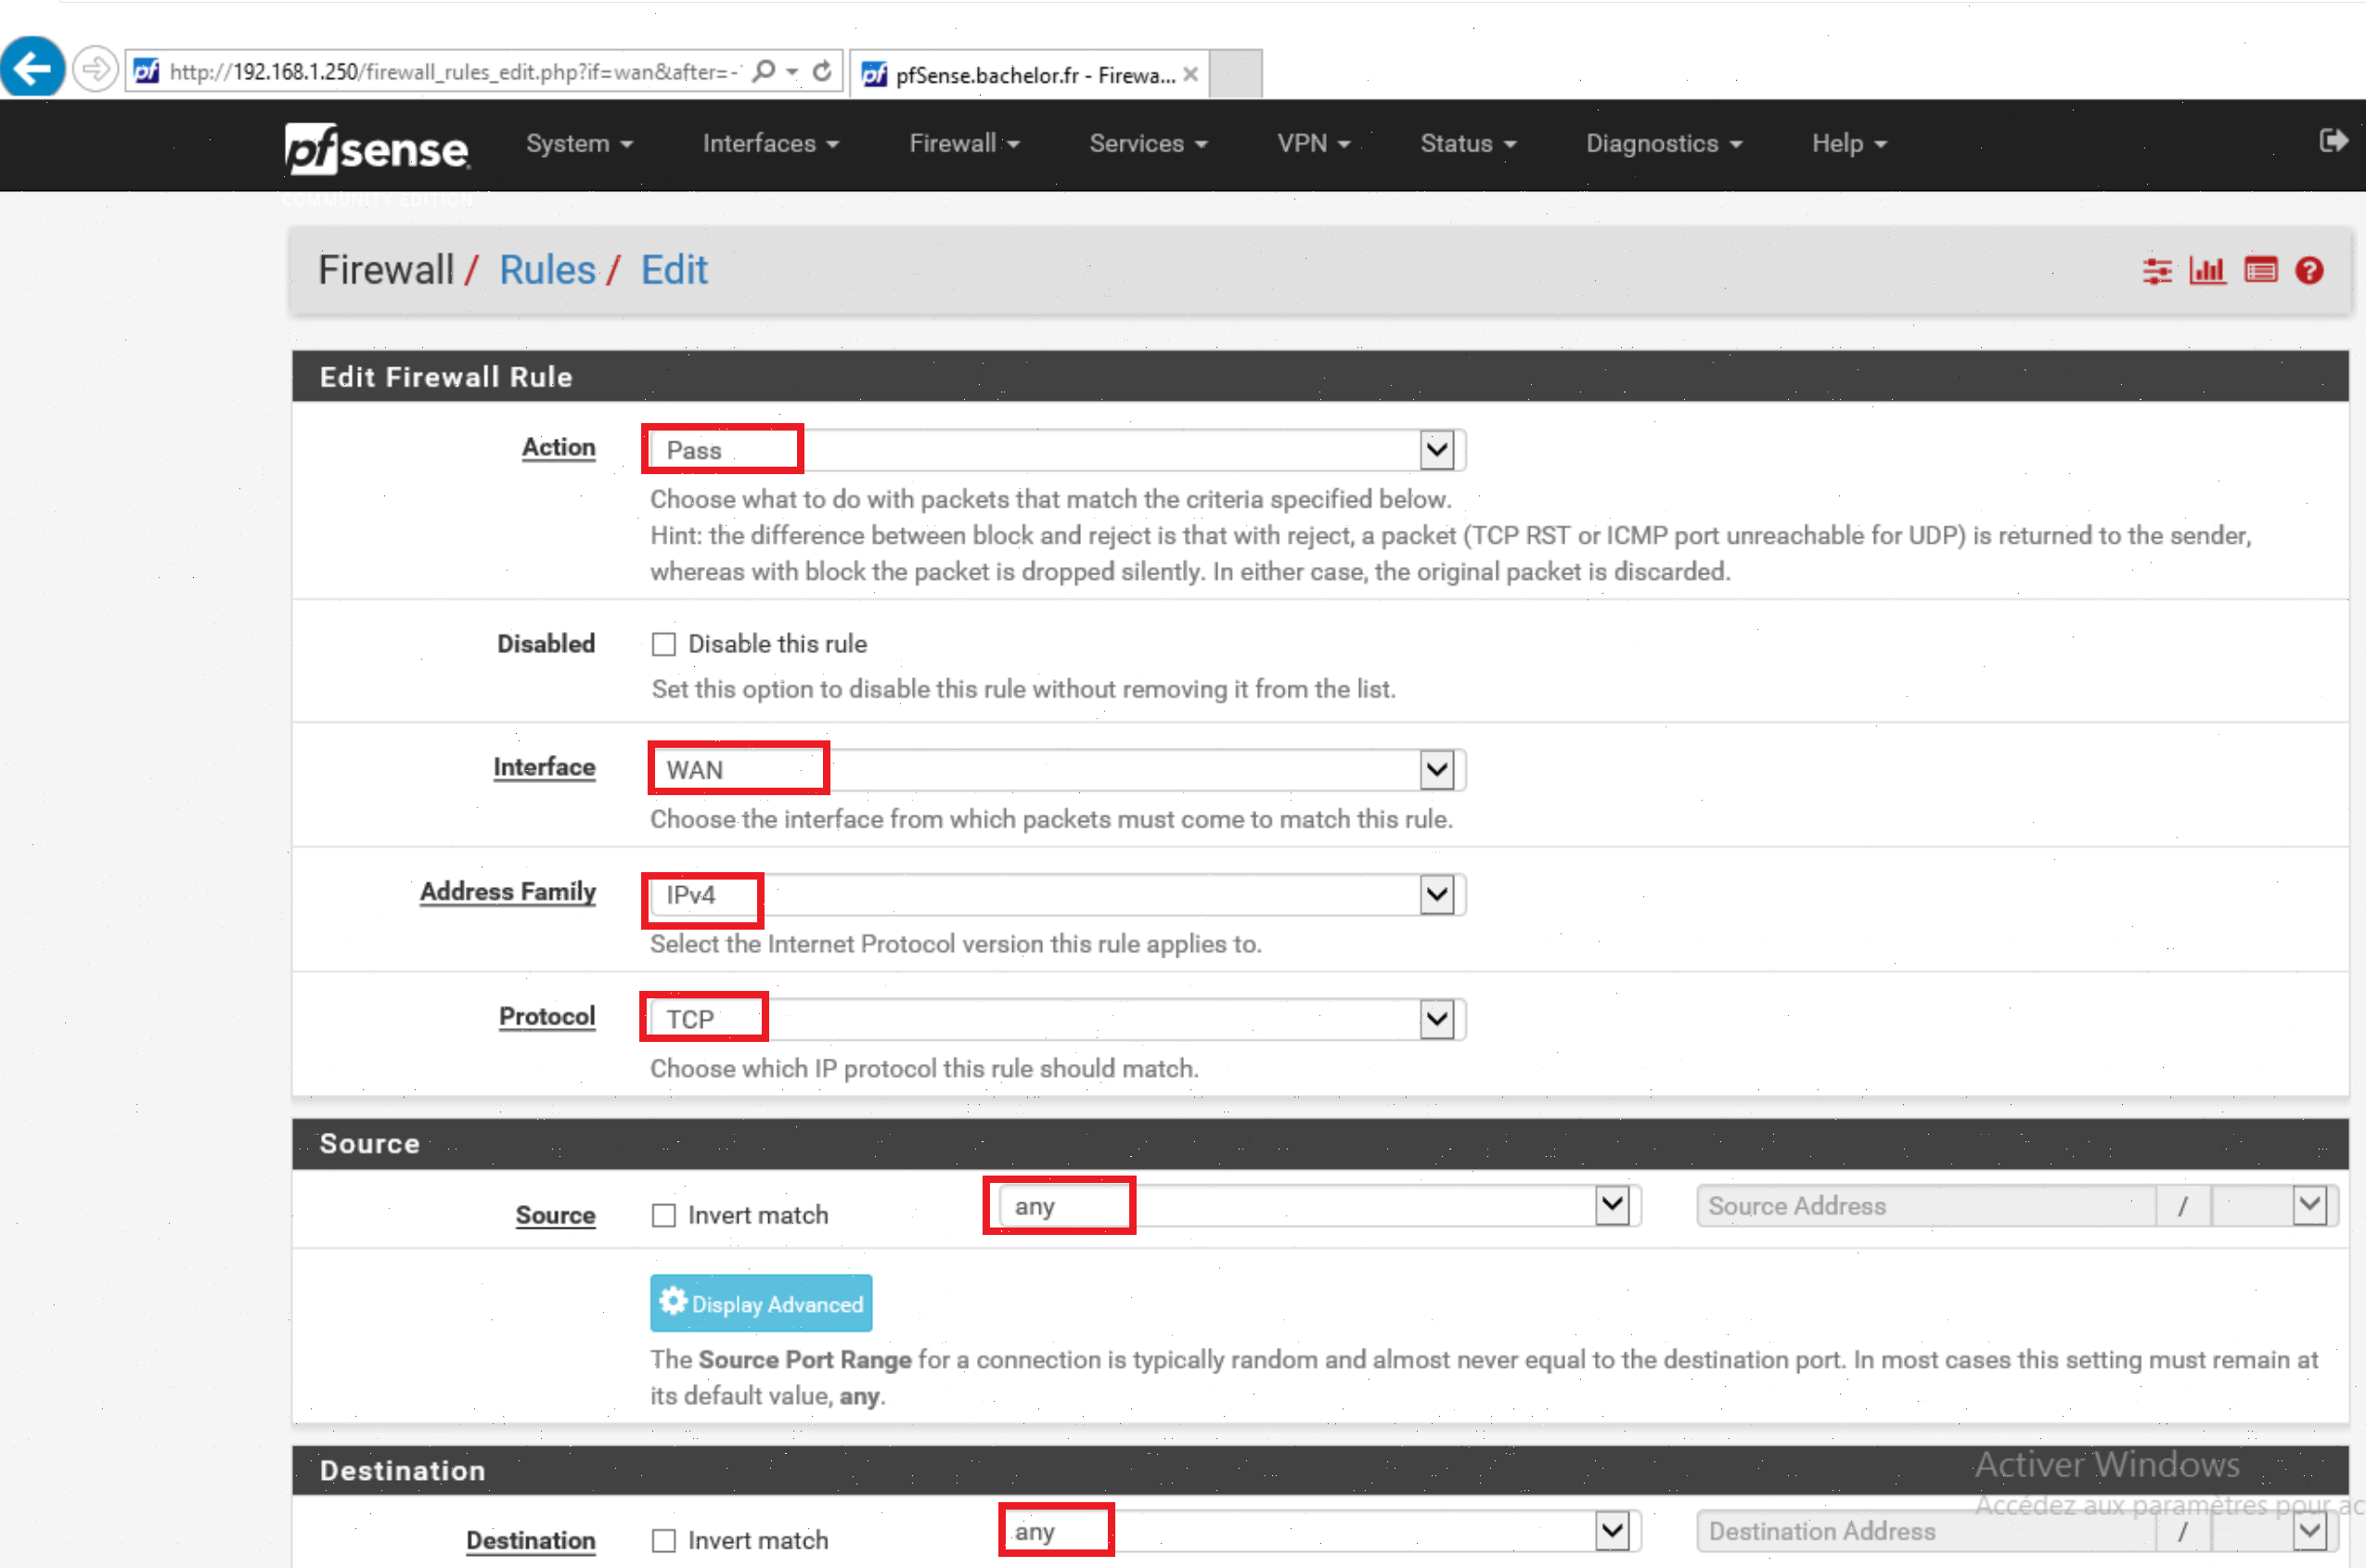 http://192.168.1.250/firewall_rules_edit.php?if=wan&after=-
pfSense.bachelor.fr - Firewa...
pfsense
COMMUNITY EDITION
System
Interfaces
Firewall
Services
VPN
Status
Diagnostics
Help
Firewall / Rules / Edit
Edit Firewall Rule
Action
Pass
Choose what to do with packets that match the criteria specified below.
Hint: the difference between block and reject is that with reject, a packet (TCP RST or ICMP port unreachable for UDP) is returned to the sender,
whereas with block the packet is dropped silently. In either case, the original packet is discarded.
Disabled
Disable this rule
Set this option to disable this rule without removing it from the list.
Interface
WAN
Choose the interface from which packets must come to match this rule.
Address Family
IPv4
Select the Internet Protocol version this rule applies to.
Protocol
TCP
Choose which IP protocol this rule should match.
Source
Source
Invert match
any
Source Address
/
Display Advanced
The Source Port Range for a connection is typically random and almost never equal to the destination port. In most cases this setting must remain at
its default value, any.
Destination
Activer Windows
Accédez aux paramètres pour ac
Destination
Invert match
any
Destination Address
/